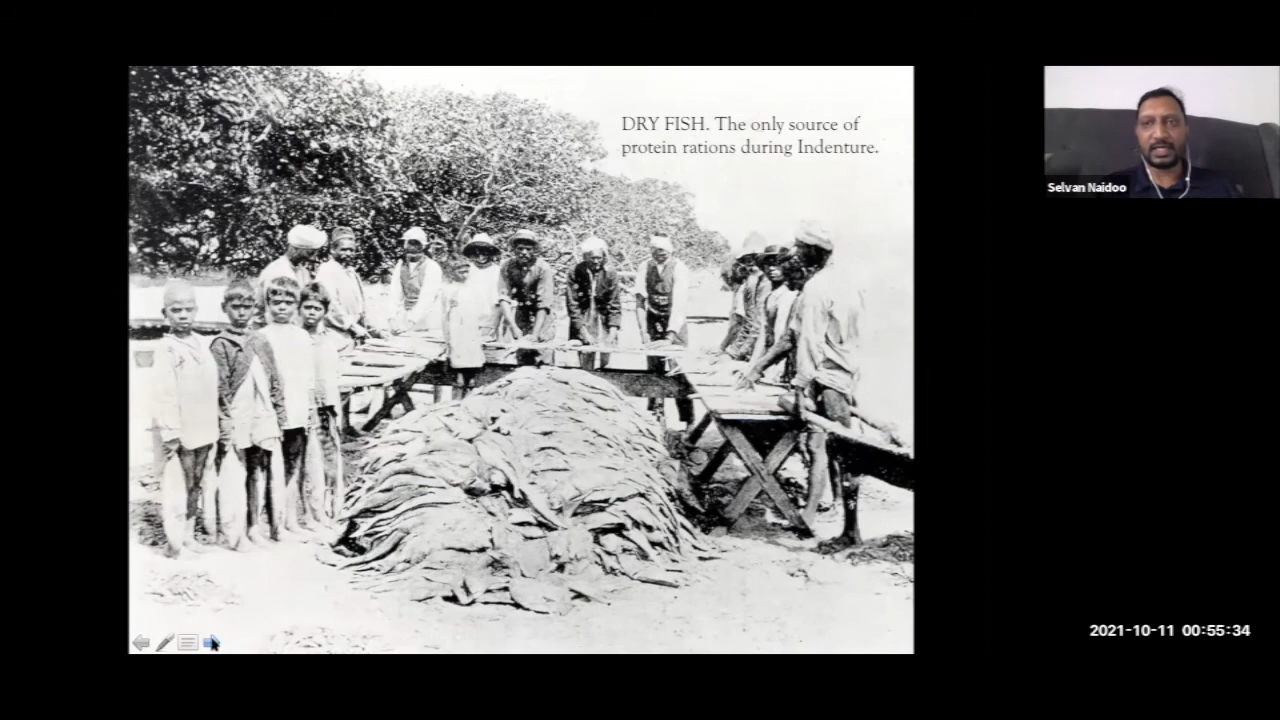 DRY FISH. The only source of
protein rations during Indenture.
Selvan Naidoo
2021-10-11 00:55:34